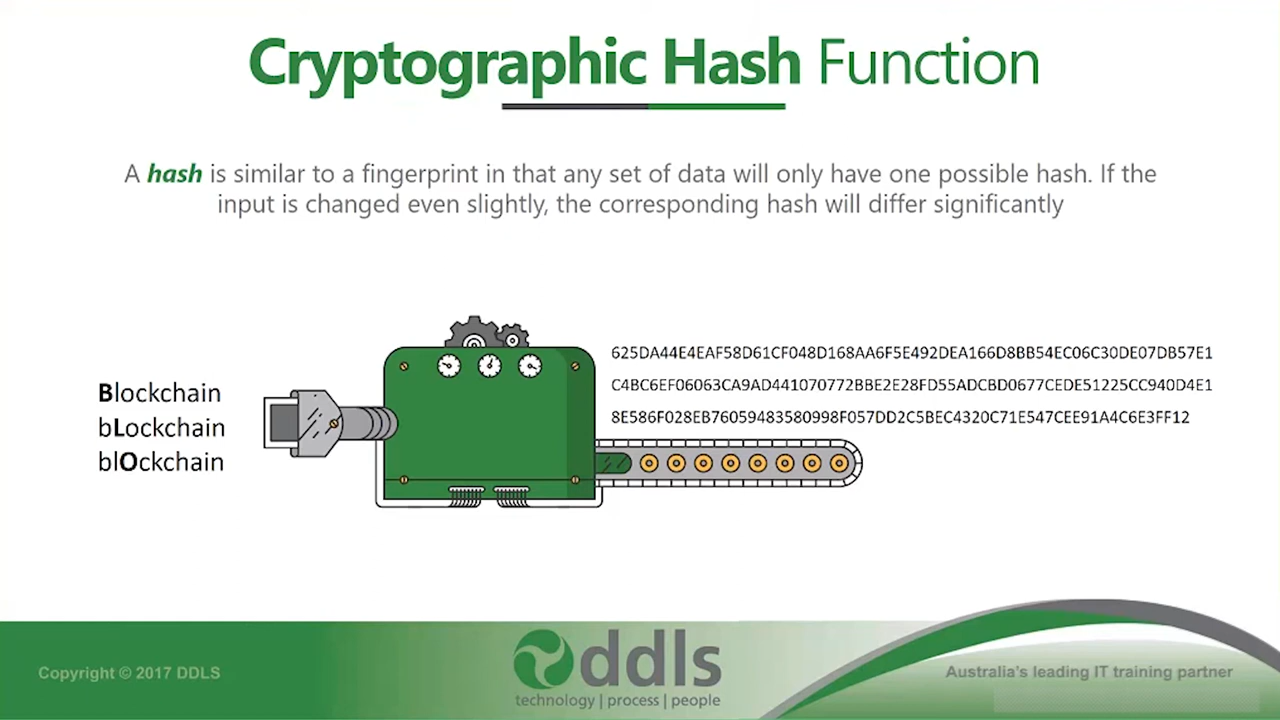 Cryptographic Hash Function
A hash is similar to a fingerprint in that any set of data will only have one possible hash. If the
input is changed even slightly, the corresponding hash will differ significantly
Blockchain
bLockchain
blOckchain
625DA44E4EAF58D61CF048D168AA6F5E492DEA166D8BB54EC06C30DE07DB57E1
C4BC6EF06063CA9AD441070772BBE2E28FD55ADCBD0677CEDE51225CC940D4E1
8E586F028EB76059483580998F057DD2C5BEC4320C71E547CEE91A4C6E3FF12
Copyright © 2017 DDLS
ddls
technology | process | people
Australia's leading IT training partner